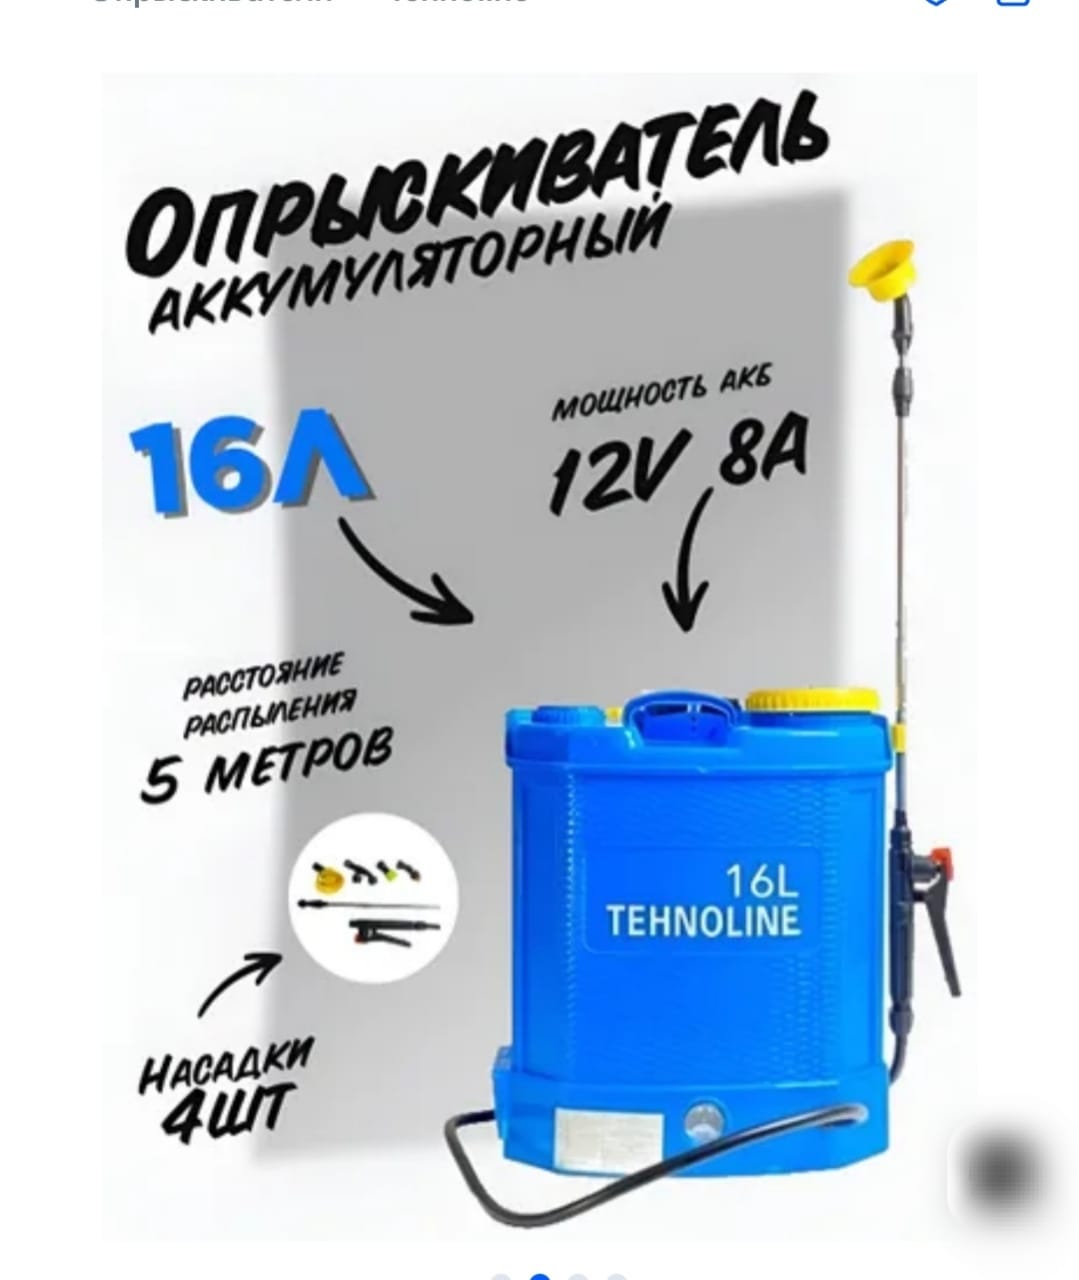 ОПРЫСКИВАТЕЛЬ
АККУМУЛЯТОРНЫЙ
16Л
МОЩНОСТЬ АКБ
12V 8A
РАССТОЯНИЕ
РАСПЫЛЕНИЯ
5 МЕТРОВ
НАСАДКИ
4ШТ
16L
TEHNOLINE